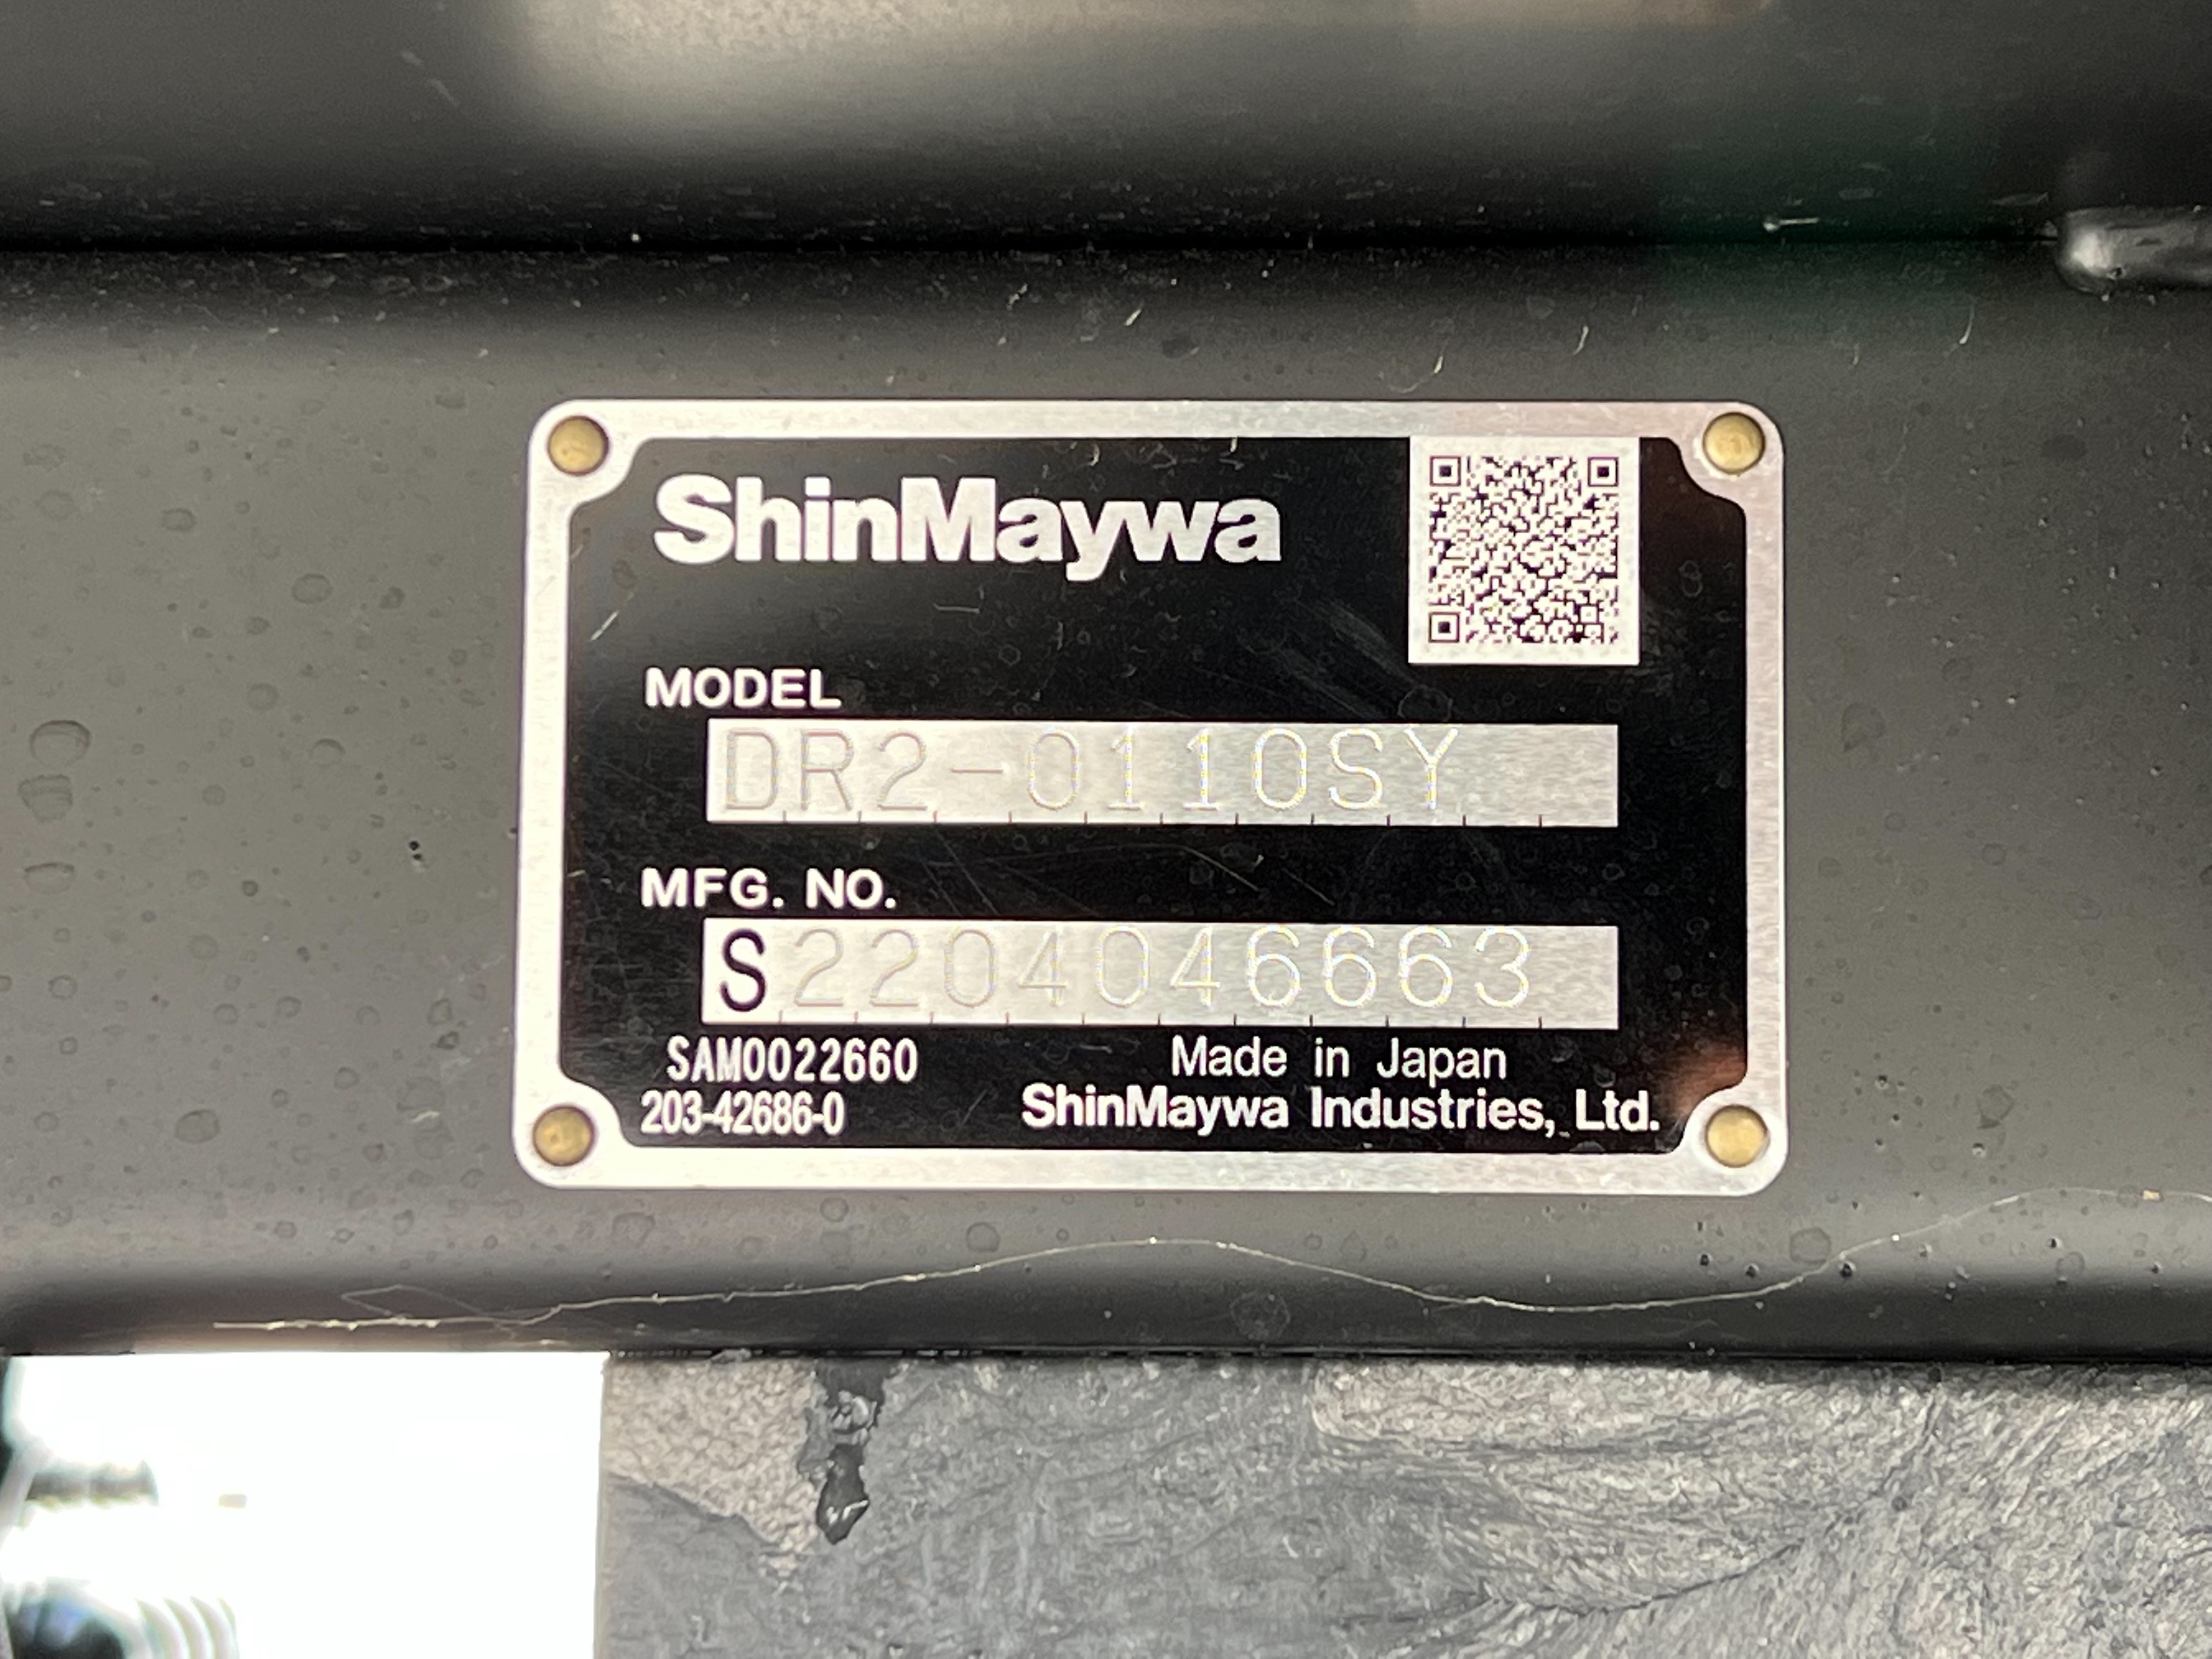 ShinMaywa
MODEL
DR2-0110SY
MFG. NO.
S2204046663
SAM0022660
Made in Japan
203-42686-0
ShinMaywa Industries, Ltd.